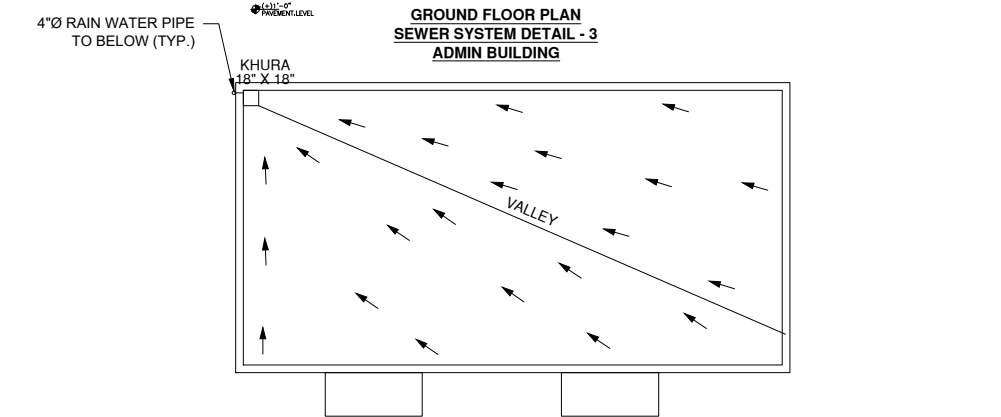 (+)1'-0"
PAVEMENT.LEVEL
GROUND FLOOR PLAN
SEWER SYSTEM DETAIL - 3
ADMIN BUILDING
4"Ø RAIN WATER PIPE
TO BELOW (TYP.)
KHURA
18" X 18"
VALLEY